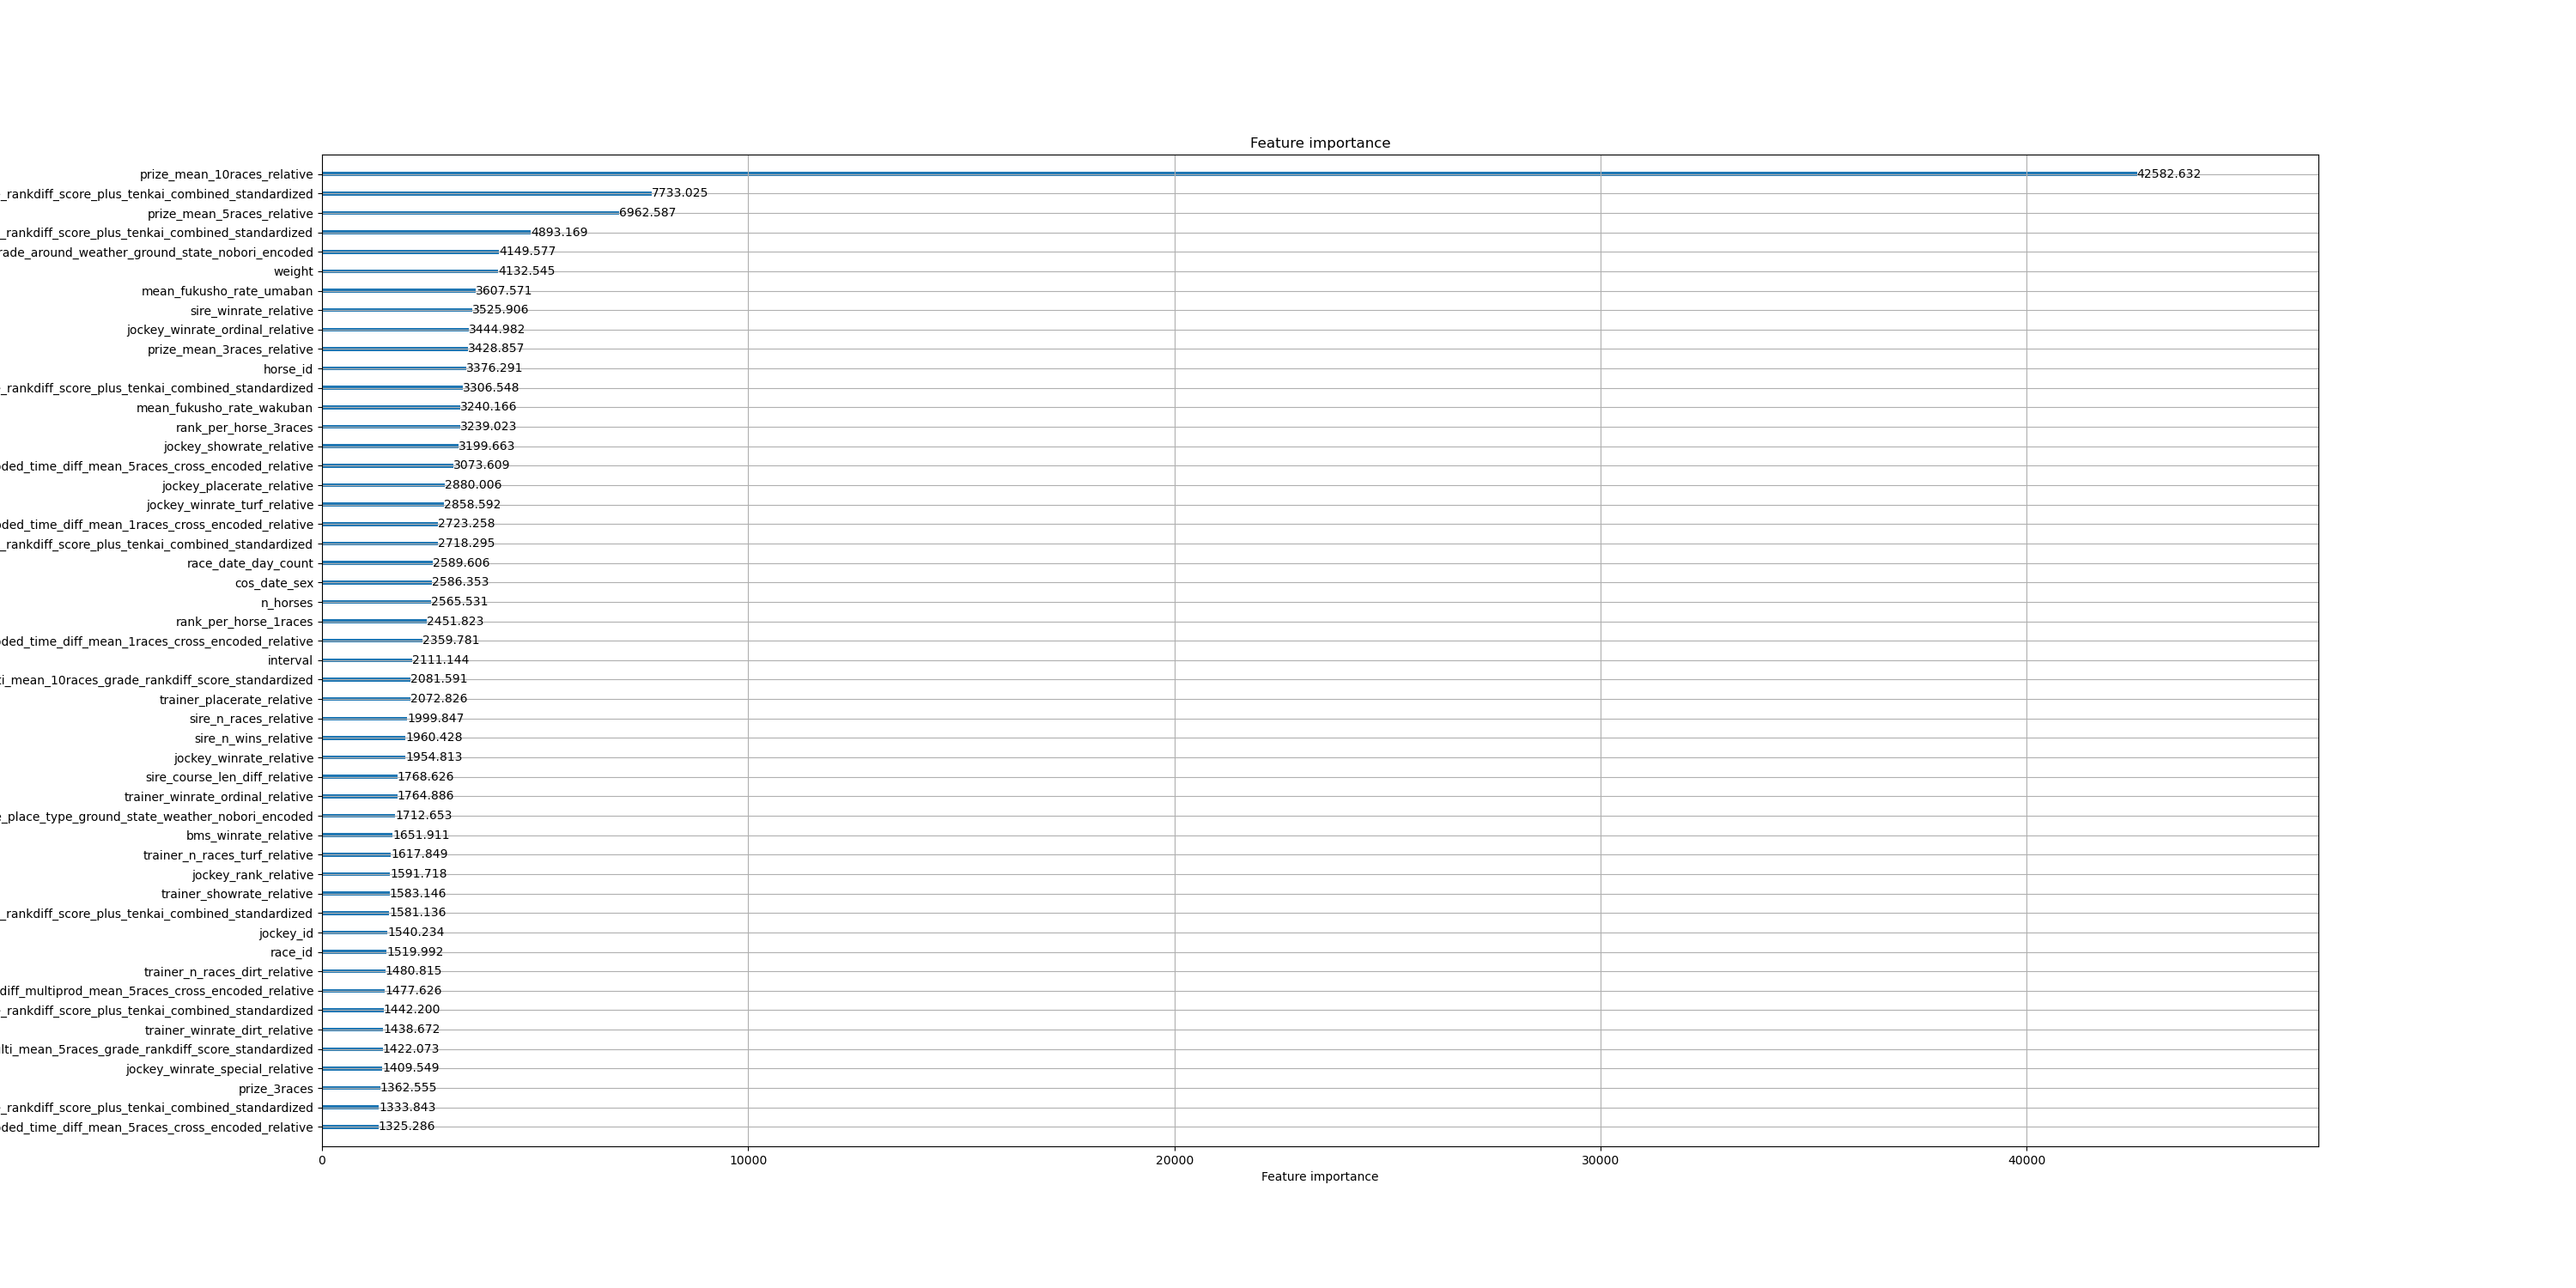 Feature importance
prize_mean_10races_relative 42582.632
_rankdiff_score_plus_tenkai_combined_standardized 7733.025
prize_mean_5races_relative 6962.587
_rankdiff_score_plus_tenkai_combined_standardized 4893.169
rade_around_weather_ground_state_nobori_encoded 4149.577
weight 4132.545
mean_fukusho_rate_umaban 3607.571
sire_winrate_relative 3525.906
jockey_winrate_ordinal_relative 3444.982
prize_mean_3races_relative 3428.857
horse_id 3376.291
_rankdiff_score_plus_tenkai_combined_standardized 3306.548
mean_fukusho_rate_wakuban 3240.166
rank_per_horse_3races 3239.023
jockey_showrate_relative 3199.663
ded_time_diff_mean_5races_cross_encoded_relative 3073.609
jockey_placerate_relative 2880.006
jockey_winrate_turf_relative 2858.592
ded_time_diff_mean_1races_cross_encoded_relative 2723.258
_rankdiff_score_plus_tenkai_combined_standardized 2718.295
race_date_day_count 2589.606
cos_date_sex 2586.353
n_horses 2565.531
rank_per_horse_1races 2451.823
ded_time_diff_mean_1races_cross_encoded_relative 2359.781
interval 2111.144
i_mean_10races_grade_rankdiff_score_standardized 2081.591
trainer_placerate_relative 2072.826
sire_n_races_relative 1999.847
sire_n_wins_relative 1960.428
jockey_winrate_relative 1954.813
sire_course_len_diff_relative 1768.626
trainer_winrate_ordinal_relative 1764.886
_place_type_ground_state_weather_nobori_encoded 1712.653
bms_winrate_relative 1651.911
trainer_n_races_turf_relative 1617.849
jockey_rank_relative 1591.718
trainer_showrate_relative 1583.146
_rankdiff_score_plus_tenkai_combined_standardized 1581.136
jockey_id 1540.234
race_id 1519.992
trainer_n_races_dirt_relative 1480.815
diff_multiprod_mean_5races_cross_encoded_relative 1477.626
_rankdiff_score_plus_tenkai_combined_standardized 1442.200
trainer_winrate_dirt_relative 1438.672
lti_mean_5races_grade_rankdiff_score_standardized 1422.073
jockey_winrate_special_relative 1409.549
prize_3races 1362.555
_rankdiff_score_plus_tenkai_combined_standardized 1333.843
ded_time_diff_mean_5races_cross_encoded_relative 1325.286
0 10000 20000 30000 40000
Feature importance